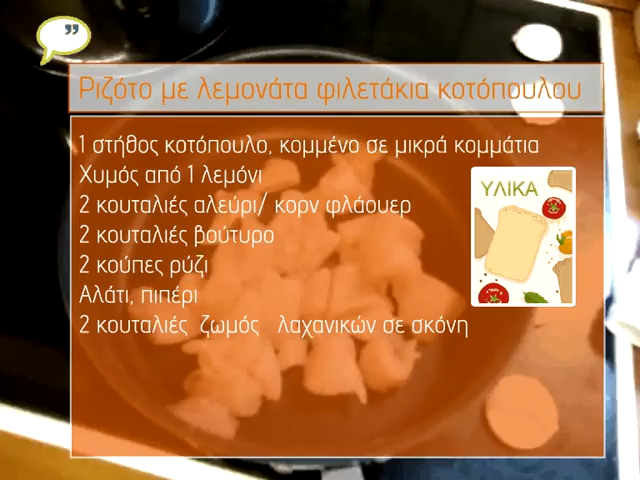 Ριζότο με λεμονάτα φιλετάκια κοτόπουλου
1 στήθος κοτόπουλο, κομμένο σε μικρά κομμάτια
Χυμός από 1 λεμόνι
2 κουταλιές αλεύρι/ κορν φλάουερ
2 κουταλιές βούτυρο
2 κούπες ρύζι
Αλάτι, πιπέρι
2 κουταλιές ζωμός λαχανικών σε σκόνη
ΥΛΙΚΑ